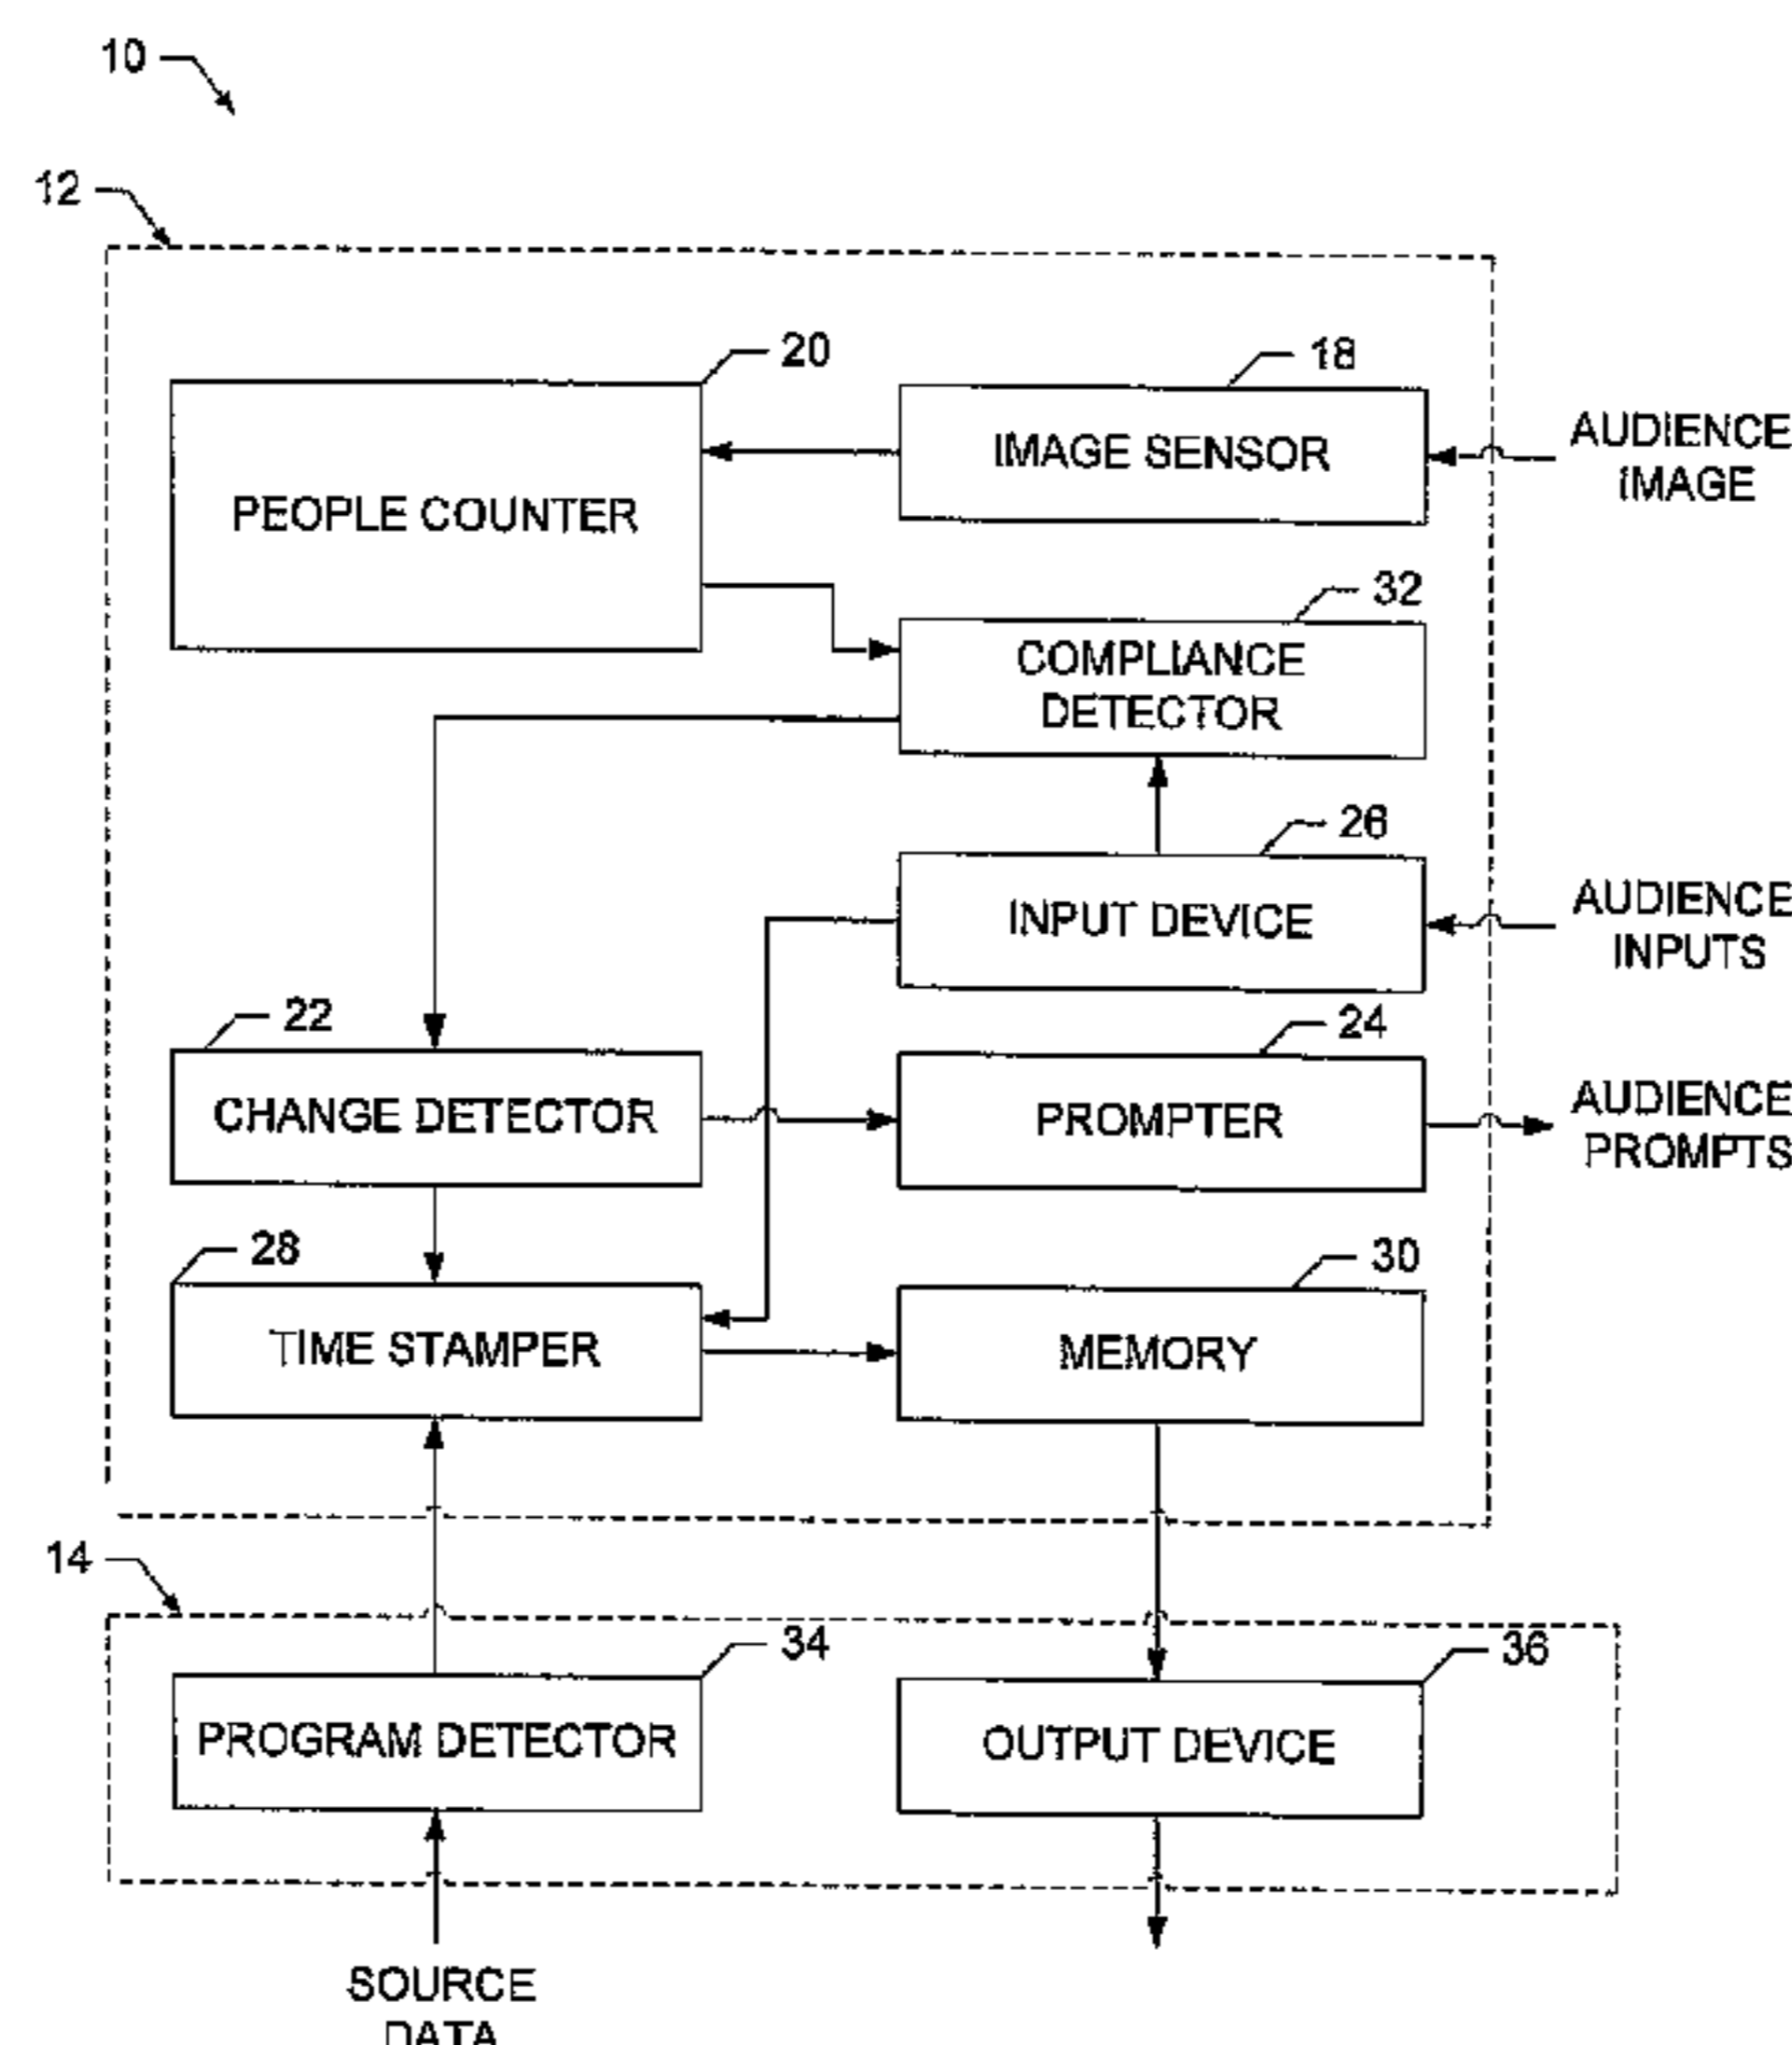 10
12
20
18
PEOPLE COUNTER
IMAGE SENSOR
AUDIENCE
IMAGE
32
COMPLIANCE
DETECTOR
26
INPUT DEVICE
AUDIENCE
INPUTS
22
24
CHANGE DETECTOR
PROMPTER
AUDIENCE
PROMPTS
28
30
TIME STAMPER
MEMORY
14
34
36
PROGRAM DETECTOR
OUTPUT DEVICE
SOURCE
DATA